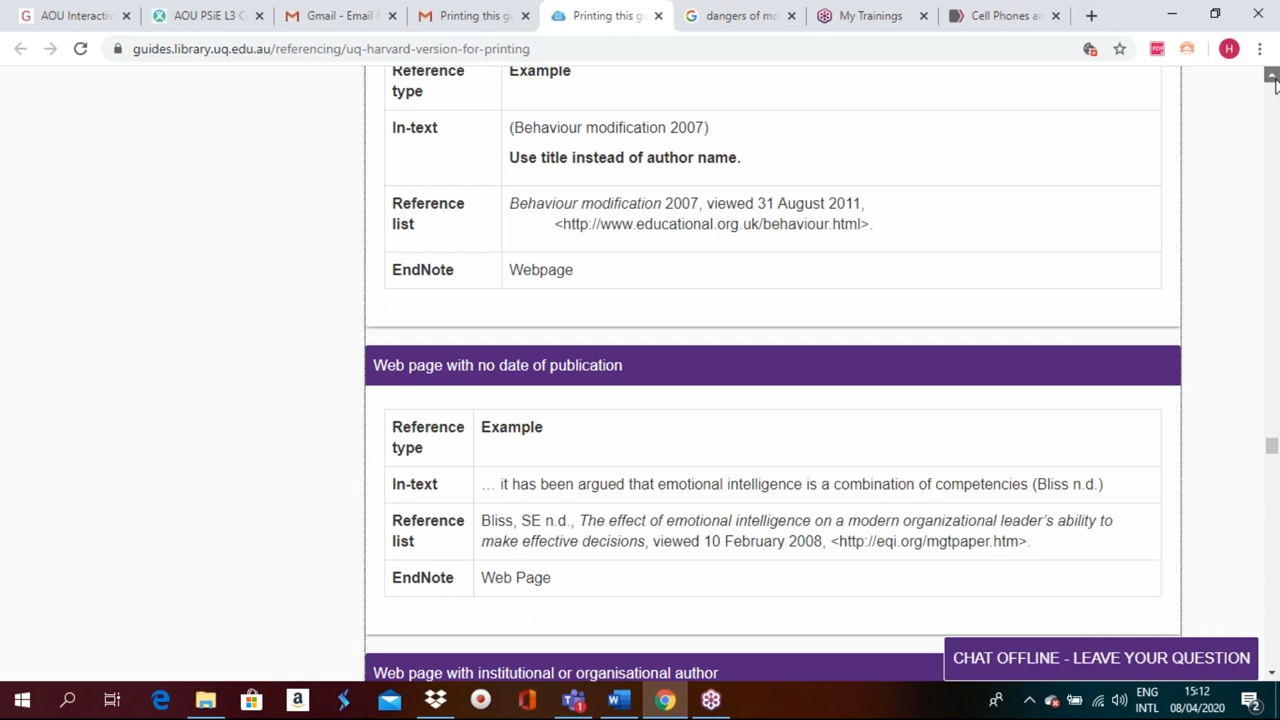 AOU Interactiv
AOU PSiE L3 C
Gmail - Email f
Printing this gu
Printing this gu
dangers of mo
My Trainings
Cell Phones an
guides.library.uq.edu.au/referencing/uq-harvard-version-for-printing
PDF
H
Reference type
Example
In-text
(Behaviour modification 2007)
Use title instead of author name.
Reference list
Behaviour modification 2007, viewed 31 August 2011,
<http://www.educational.org.uk/behaviour.html>.
EndNote
Webpage
Web page with no date of publication
Reference type
Example
In-text
… it has been argued that emotional intelligence is a combination of competencies (Bliss n.d.)
Reference list
Bliss, SE n.d., The effect of emotional intelligence on a modern organizational leader's ability to
make effective decisions, viewed 10 February 2008, <http://eqi.org/mgtpaper.htm>.
EndNote
Web Page
Web page with institutional or organisational author
CHAT OFFLINE - LEAVE YOUR QUESTION
ENG
INTL
15:12
08/04/2020
2